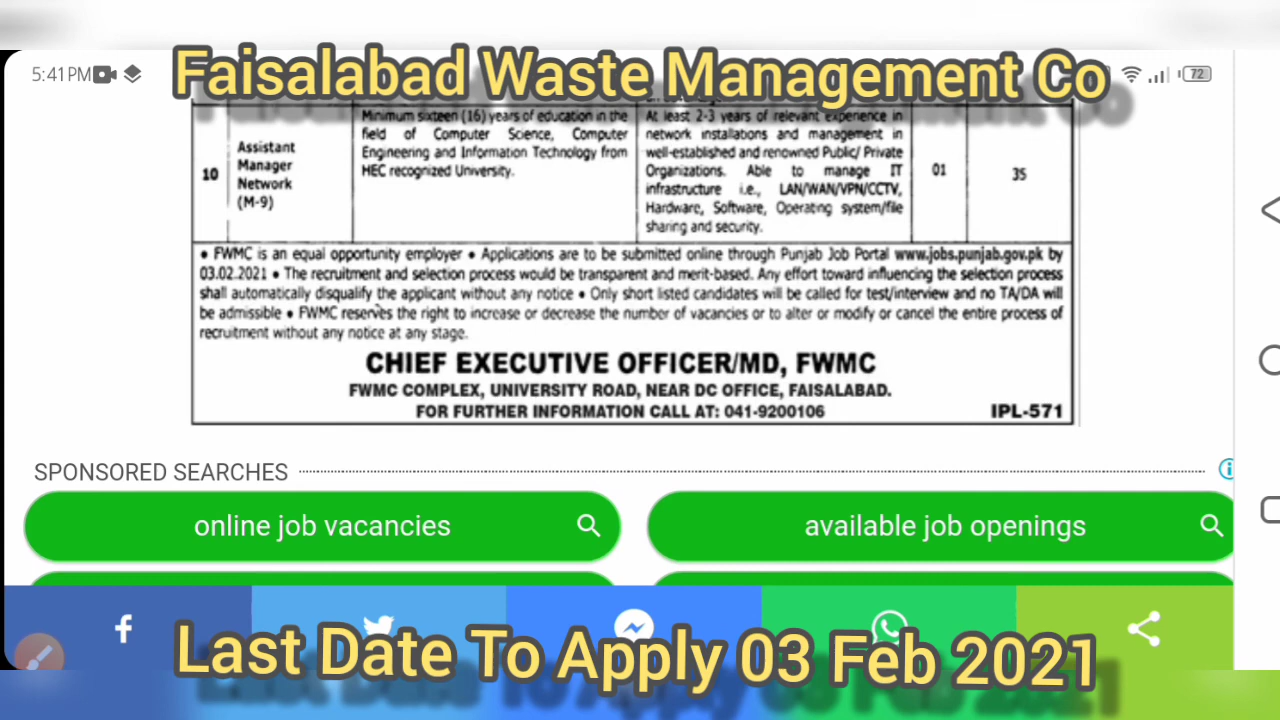 Faisalabad Waste Management Co
5:41PM
72
10
Assistant
Manager
Network
(M-9)
Minimum sixteen (16) years of education in the
field of Computer Science, Computer
Engineering and Information Technology from
HEC recognized University.
At least 2-3 years of relevant experience in
network installations and management in
well-established and renowned Public/ Private
Organizations. Able to manage IT
infrastructure i.e., LAN/WAN/VPN/CCTV,
Hardware, Software, Operating system/file
sharing and security.
01
35
• FWMC is an equal opportunity employer • Applications are to be submitted online through Punjab Job Portal www.jobs.punjab.gov.pk by
03.02.2021 • The recruitment and selection process would be transparent and merit-based. Any effort toward influencing the selection process
shall automatically disqualify the applicant without any notice • Only short listed candidates will be called for test/interview and no TA/DA will
be admissible • FWMC reserves the right to increase or decrease the number of vacancies or to alter or modify or cancel the entire process of
recruitment without any notice at any stage.
CHIEF EXECUTIVE OFFICER/MD, FWMC
FWMC COMPLEX, UNIVERSITY ROAD, NEAR DC OFFICE, FAISALABAD.
FOR FURTHER INFORMATION CALL AT: 041-9200106
IPL-571
SPONSORED SEARCHES
online job vacancies
available job openings
Last Date To Apply 03 Feb 2021